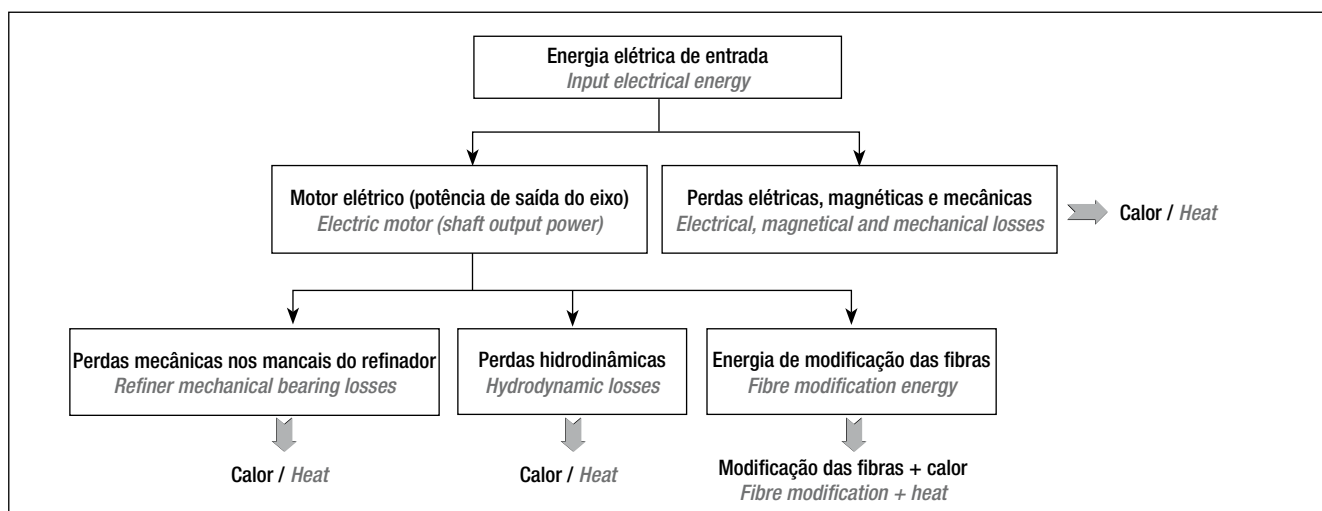 Energia elétrica de entrada
Input electrical energy
Motor elétrico (potência de saída do eixo)
Electric motor (shaft output power)
Perdas elétricas, magnéticas e mecânicas
Electrical, magnetical and mechanical losses
Calor / Heat
Perdas mecânicas nos mancais do refinador
Refiner mechanical bearing losses
Perdas hidrodinâmicas
Hydrodynamic losses
Energia de modificação das fibras
Fibre modification energy
Calor / Heat
Calor / Heat
Modificação das fibras + calor
Fibre modification + heat